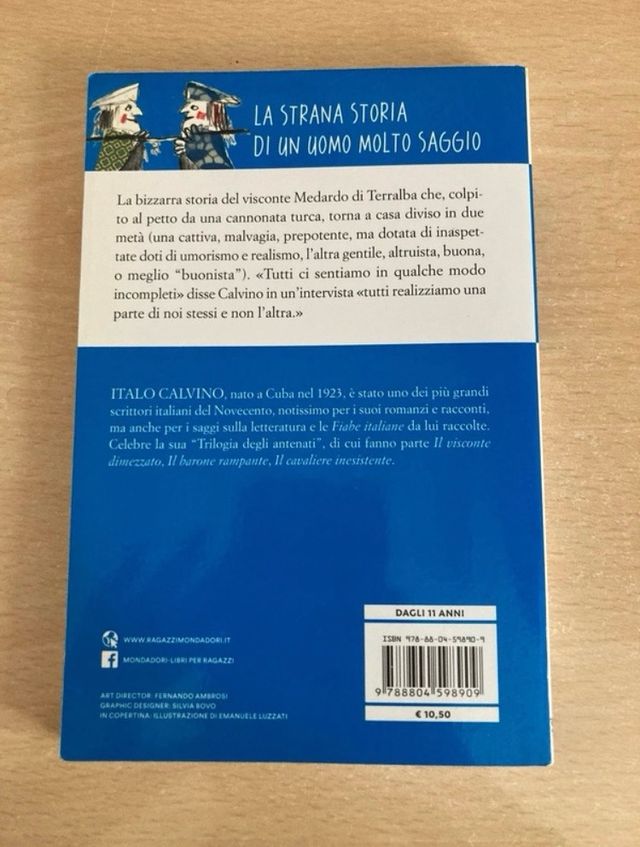 LA STRANA STORIA
DI UN UOMO MOLTO SAGGIO
La bizzarra storia del visconte Medardo di Terralba che, colpi-
to al petto da una cannonata turca, torna a casa diviso in due
metà (una cattiva, malvagia, prepotente, ma dotata di inaspet-
tate doti di umorismo e realismo, l'altra gentile, altruista, buona,
o meglio “buonista”). «Tutti ci sentiamo in qualche modo
incompleti» disse Calvino in un'intervista «tutti realizziamo una
parte di noi stessi e non l'altra.»
ITALO CALVINO, nato a Cuba nel 1923, è stato uno dei più grandi
scrittori italiani del Novecento, notissimo per i suoi romanzi e racconti,
ma anche per i saggi sulla letteratura e le Fiabe italiane da lui raccolte.
Celebre la sua “Trilogia degli antenati”, di cui fanno parte Il visconte
dimezzato, Il barone rampante, Il cavaliere inesistente.
WWW.RAGAZZIMONDADORI.IT
MONDADORI-LIBRI PER RAGAZZI
ART DIRECTOR: FERNANDO AMBROSI
GRAPHIC DESIGNER: SILVIA BOVO
IN COPERTINA: ILLUSTRAZIONE DI EMANUELE LUZZATI
DAGLI 11 ANNI
ISBN 978-88-04-59890-9
9 788804 598909
€ 10,50